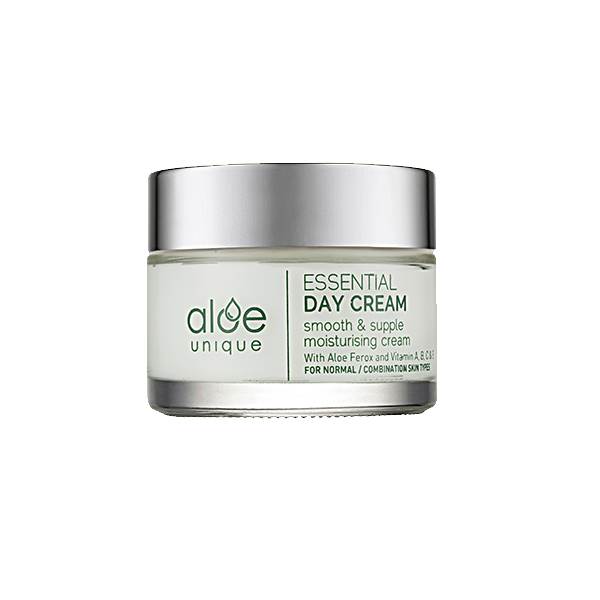 aloe
unique
ESSENTIAL
DAY CREAM
smooth & supple
moisturising cream
With Aloe Ferox and Vitamin A, B, C & E
FOR NORMAL / COMBINATION SKIN TYPES